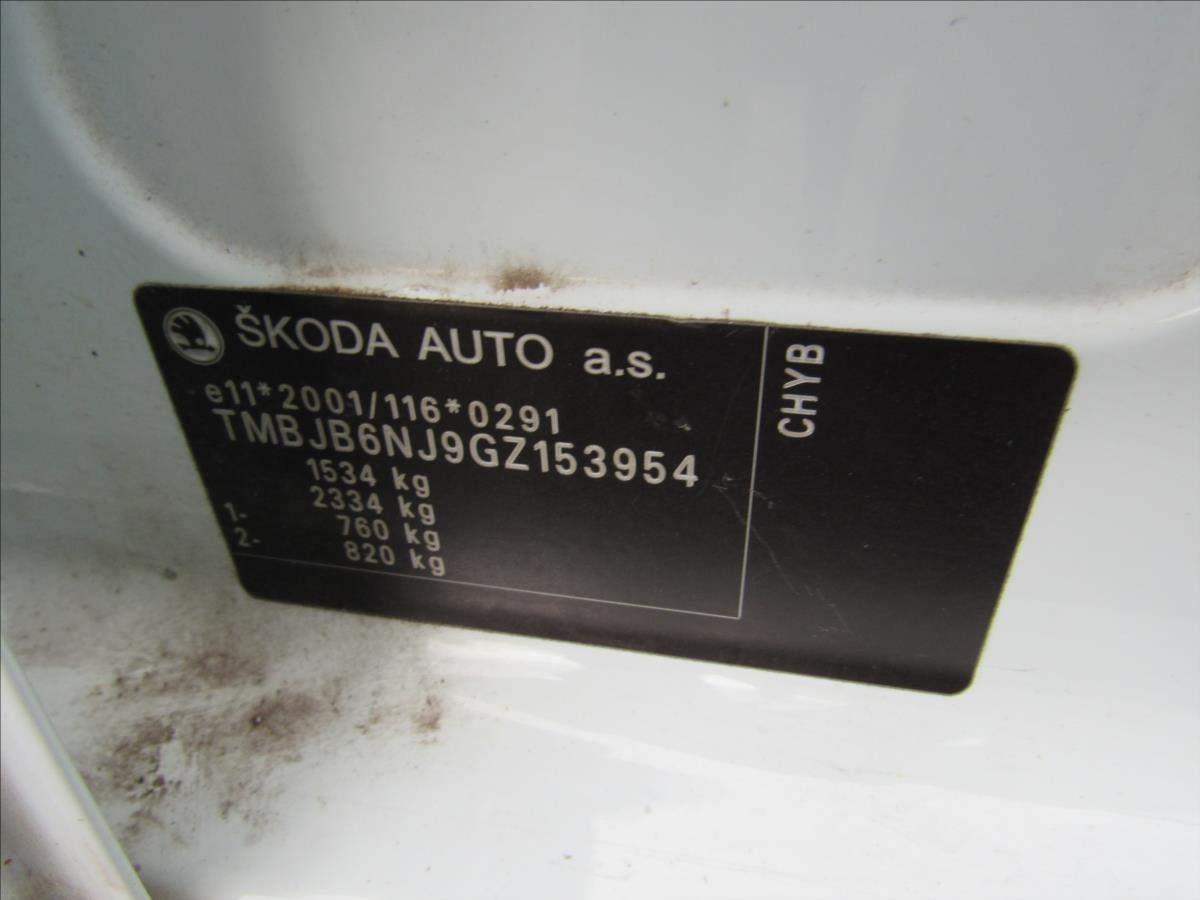 ŠKODA AUTO a.s.
e11*2001/116*0291
TMBJB6NJ9GZ153954
1534 kg
2334 kg
1- 760 kg
2- 820 kg
CHYB